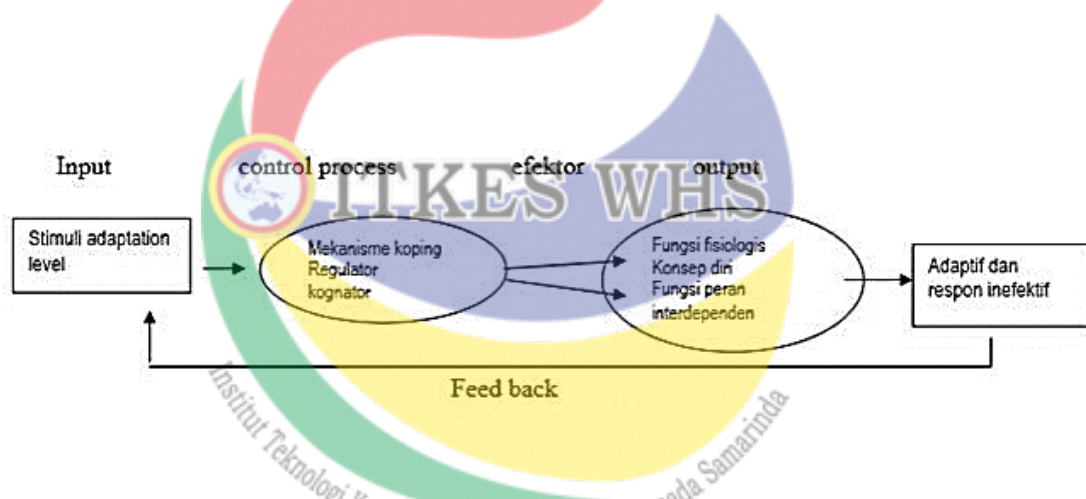 Input control process efektor output
ITKES WHS
Stimuli adaptation
level
Mekanisme koping
Regulator
kognator
Fungsi fisiologis
Konsep diri
Fungsi peran
interdependen
Adaptif dan
respon inefektif
Feed back
Institut Teknologi
Samarinda